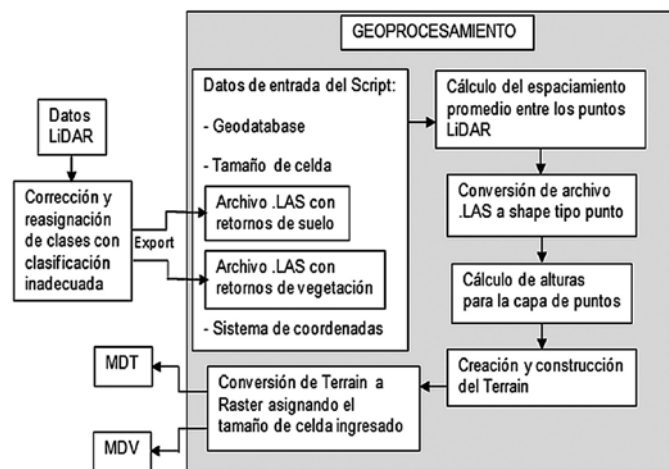 GEOPROCESAMIENTO
Datos
LiDAR
Corrección y
reasignación
de clases con
clasificación
inadecuada
Export
Datos de entrada del Script:
- Geodatabase
- Tamaño de celda
Archivo .LAS con
retornos de suelo
Archivo .LAS con
retornos de vegetación
- Sistema de coordenadas
Cálculo del espaciamiento
promedio entre los puntos
LiDAR
Conversión de archivo
.LAS a shape tipo punto
Cálculo de alturas
para la capa de puntos
Creación y construcción
del Terrain
Conversión de Terrain a
Raster asignando el
tamaño de celda ingresado
MDT
MDV